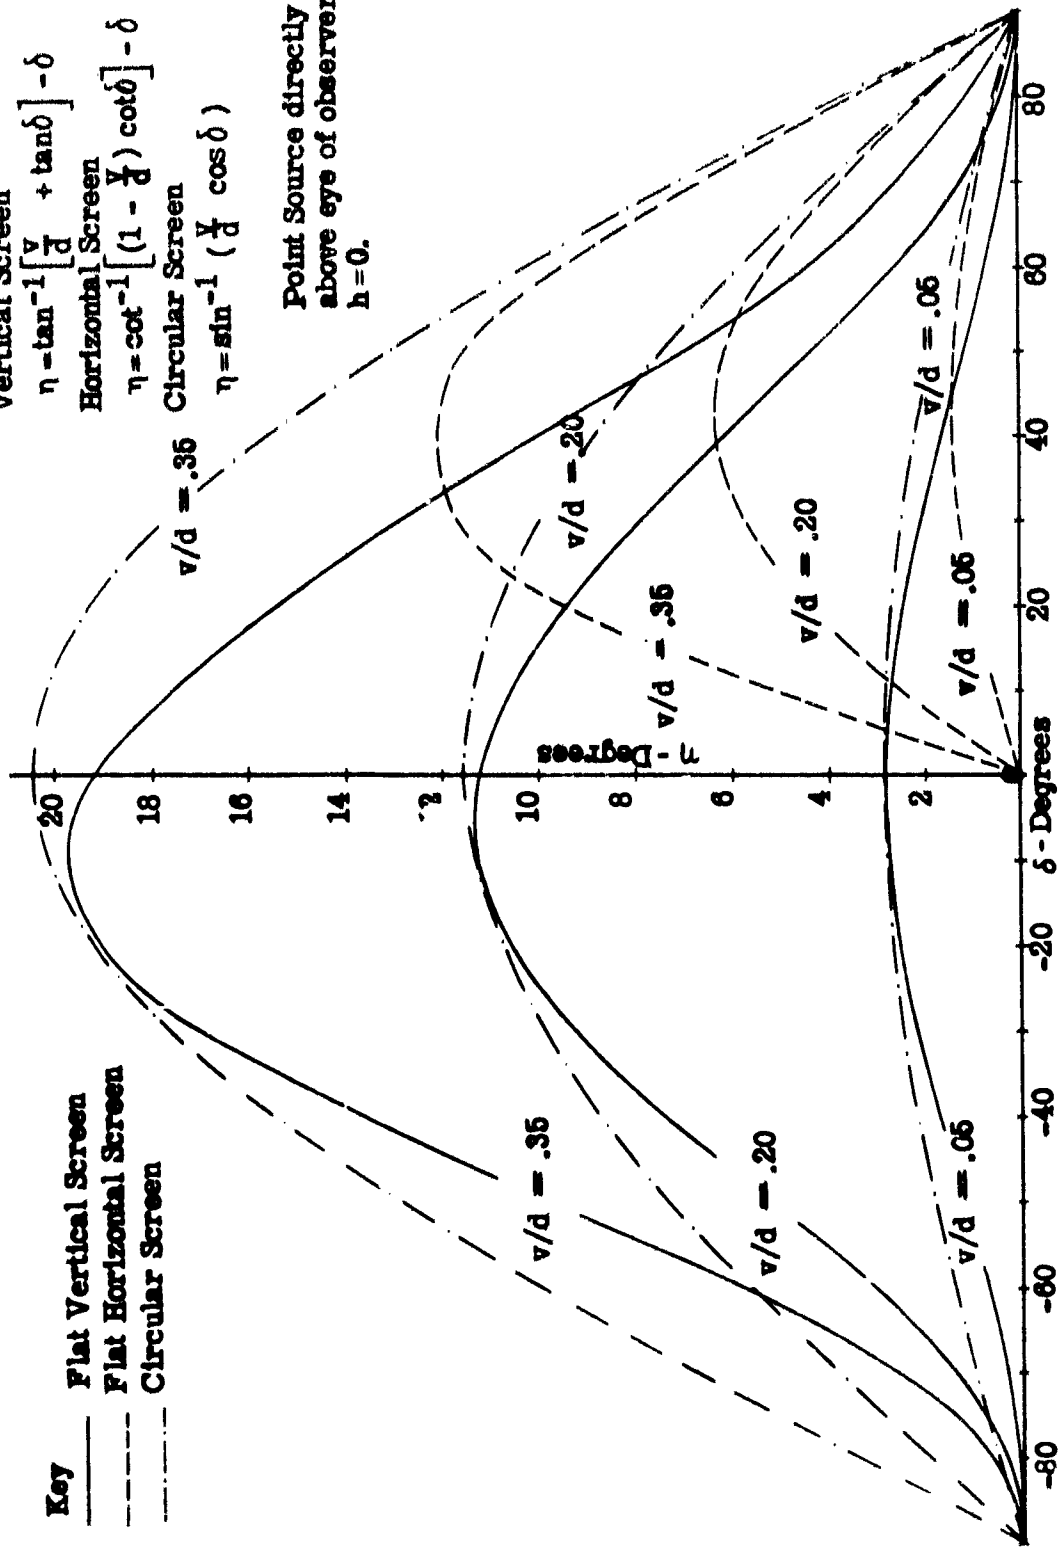 Key
Flat Vertical Screen
Flat Horizontal Screen
Circular Screen
Vertical Screen
η=tan⁻¹[v/d + tanδ]-δ
Horizontal Screen
η=cot⁻¹[(1 - v/d) cotδ]-δ
Circular Screen
η=sin⁻¹ (v/d cos δ)
Point Source directly
above eye of observer
h=0.
v/d = .35
v/d = .20
v/d = .05
v/d = .35
v/d = .20
v/d = .05
v/d = .35
v/d = .20
v/d = .05
η - Degrees
20
18
16
14
10
8
6
4
2
-80
-60
-40
-20
δ - Degrees
20
40
60
80